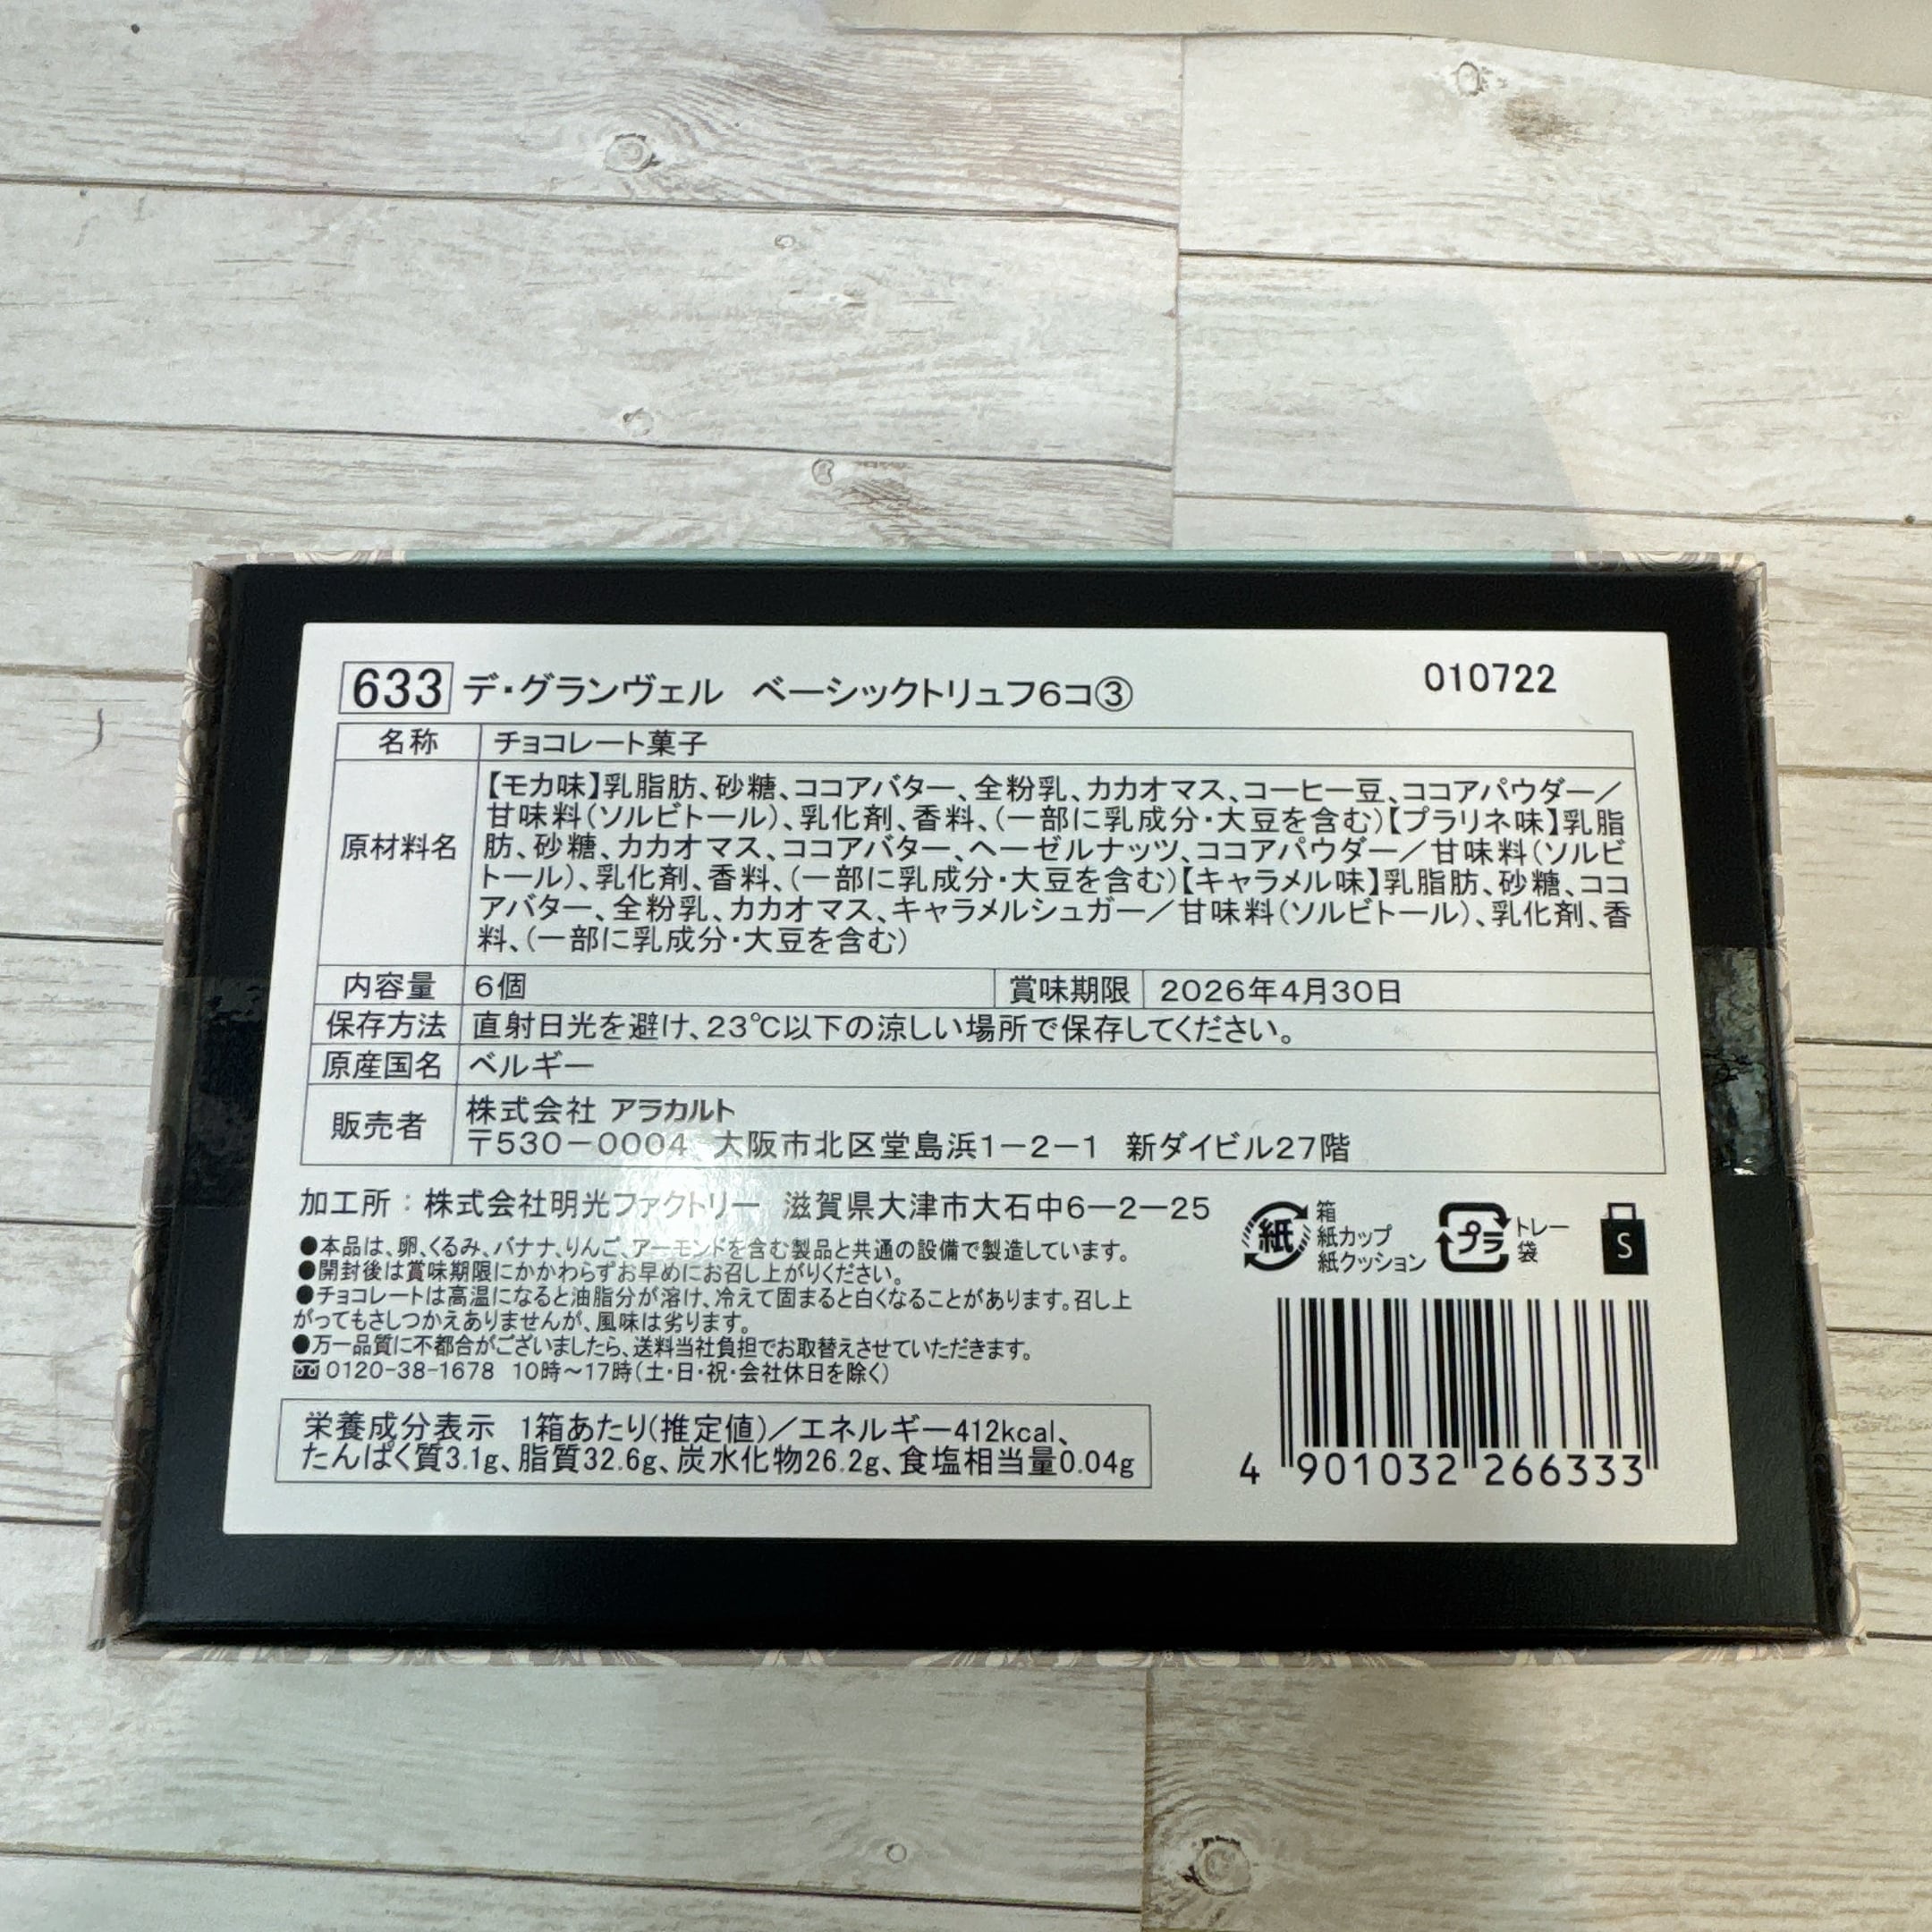 633 デ・グランヴェル ベーシックトリュフ6コ③ 010722
名称 チョコレート菓子
原材料名
【モカ味】乳脂肪、砂糖、ココアバター、全粉乳、カカオマス、コーヒー豆、ココアパウダー／
甘味料(ソルビトール)、乳化剤、香料、(一部に乳成分・大豆を含む)【プラリネ味】乳脂
肪、砂糖、カカオマス、ココアバター、ヘーゼルナッツ、ココアパウダー／甘味料(ソルビ
トール)、乳化剤、香料、(一部に乳成分・大豆を含む)【キャラメル味】乳脂肪、砂糖、ココ
アバター、全粉乳、カカオマス、キャラメルシュガー／甘味料(ソルビトール)、乳化剤、香
料、(一部に乳成分・大豆を含む)
内容量 6個 賞味期限 2026年4月30日
保存方法 直射日光を避け、23℃以下の涼しい場所で保存してください。
原産国名 ベルギー
販売者
株式会社 アラカルト
〒530－0004 大阪市北区堂島浜1－2－1 新ダイビル27階
加工所：株式会社明光ファクトリー 滋賀県大津市大石中6－2－25
●本品は、卵、くるみ、バナナ、りんご、アーモンドを含む製品と共通の設備で製造しています。
●開封後は賞味期限にかかわらずお早めにお召し上がりください。
●チョコレートは高温になると油脂分が溶け、冷えて固まると白くなることがあります。召し上
がってもさしつかえありませんが、風味は劣ります。
●万一品質に不都合がございましたら、送料当社負担でお取替えさせていただきます。
0120-38-1678 10時～17時(土・日・祝・会社休日を除く)
栄養成分表示 1箱あたり(推定値)／エネルギー412kcal、
たんぱく質3.1g、脂質32.6g、炭水化物26.2g、食塩相当量0.04g
紙
箱
紙カップ
紙クッション
プラ
トレー
袋
S
4 901032 266333